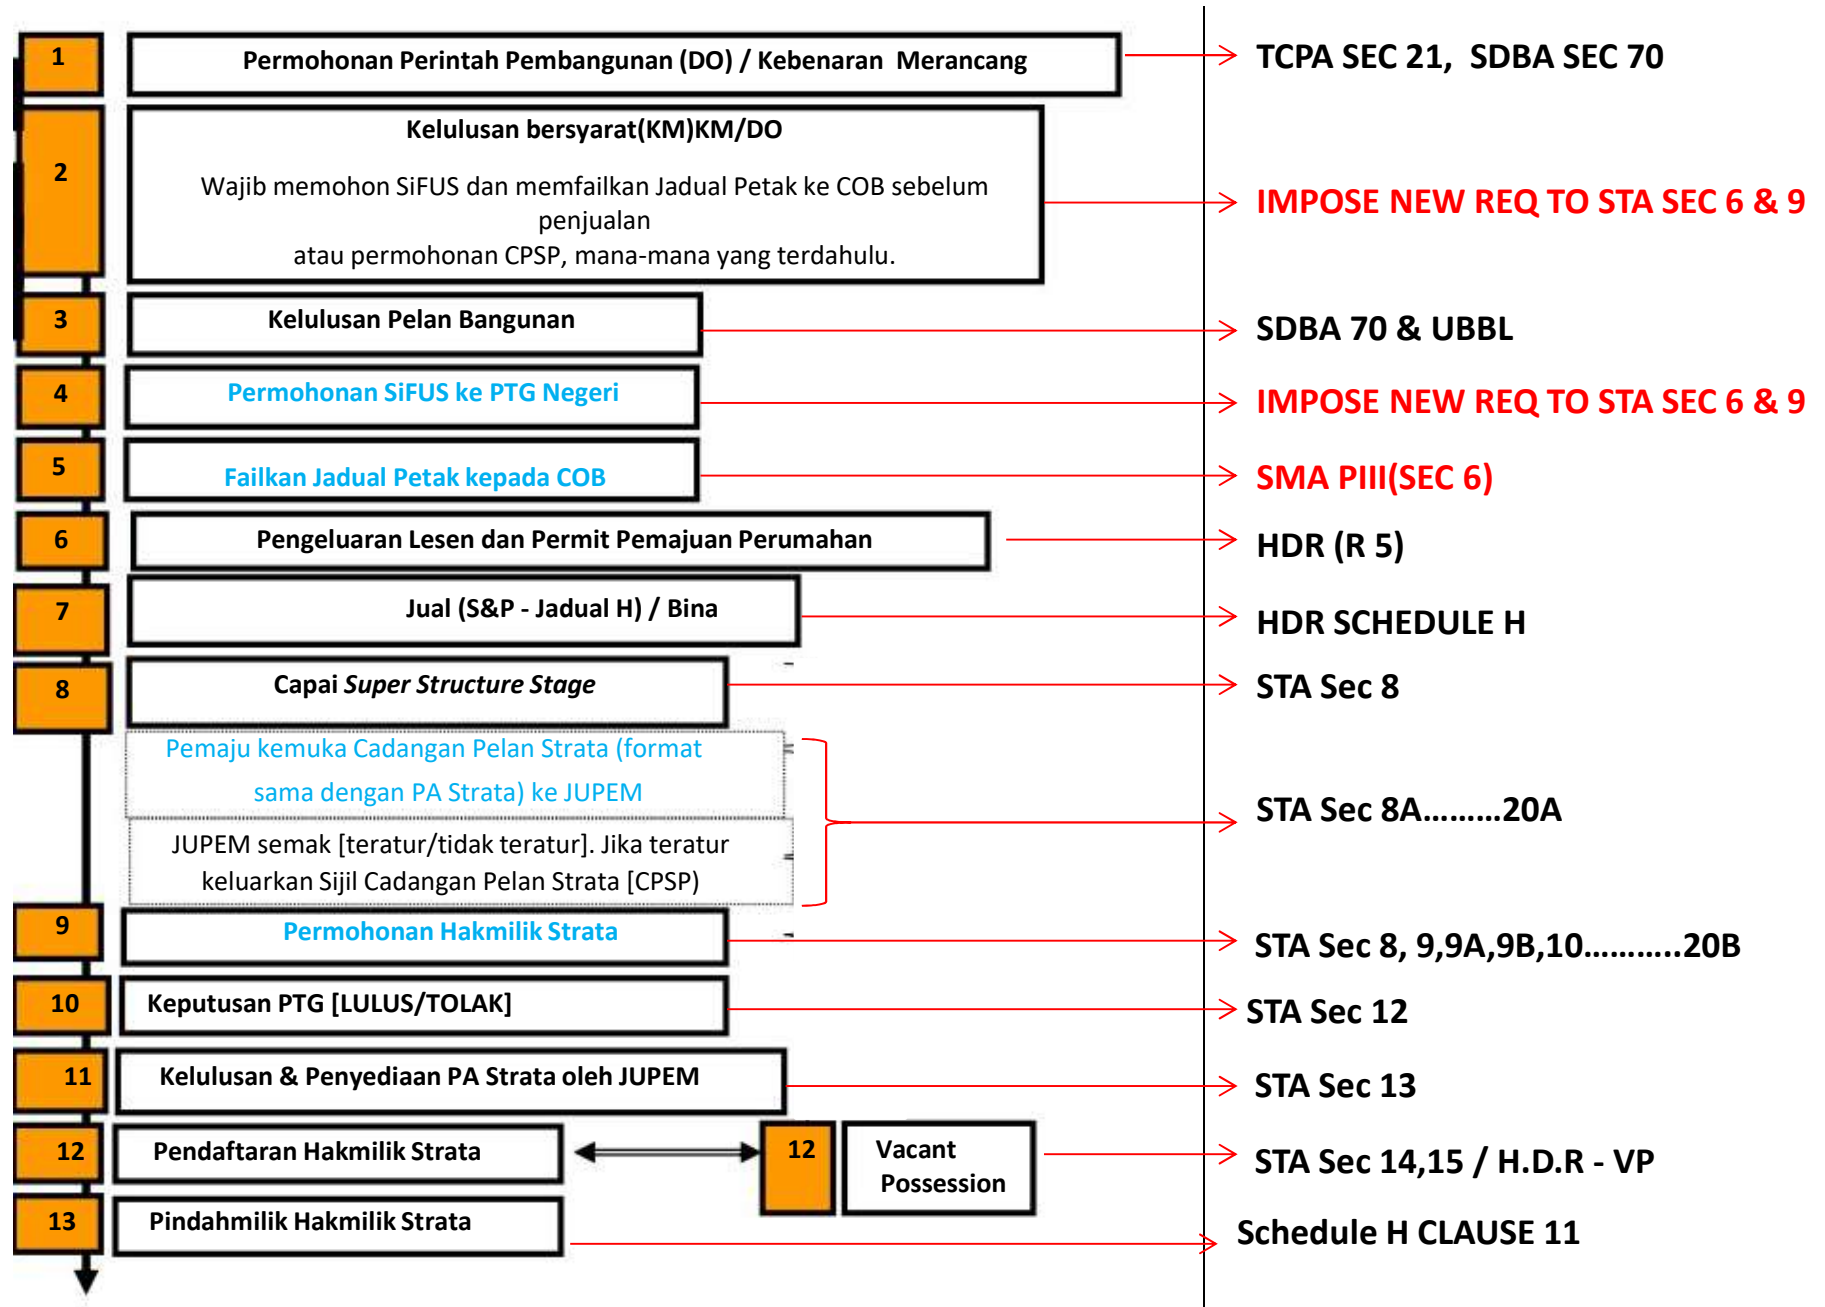 1
Permohonan Perintah Pembangunan (DO) / Kebenaran Merancang
TCPA SEC 21, SDBA SEC 70
2
Kelulusan bersyarat(KM)KM/DO
Wajib memohon SiFUS dan memfailkan Jadual Petak ke COB sebelum
penjualan
atau permohonan CPSP, mana-mana yang terdahulu.
IMPOSE NEW REQ TO STA SEC 6 & 9
3
Kelulusan Pelan Bangunan
SDBA 70 & UBBL
4
Permohonan SiFUS ke PTG Negeri
IMPOSE NEW REQ TO STA SEC 6 & 9
5
Failkan Jadual Petak kepada COB
SMA PIII(SEC 6)
6
Pengeluaran Lesen dan Permit Pemajuan Perumahan
HDR (R 5)
7
Jual (S&P - Jadual H) / Bina
HDR SCHEDULE H
8
Capai Super Structure Stage
STA Sec 8
Pemaju kemuka Cadangan Pelan Strata (format
sama dengan PA Strata) ke JUPEM
JUPEM semak [teratur/tidak teratur]. Jika teratur
keluarkan Sijil Cadangan Pelan Strata [CPSP)
STA Sec 8A.........20A
9
Permohonan Hakmilik Strata
STA Sec 8, 9,9A,9B,10...........20B
10
Keputusan PTG [LULUS/TOLAK]
STA Sec 12
11
Kelulusan & Penyediaan PA Strata oleh JUPEM
STA Sec 13
12
Pendaftaran Hakmilik Strata
12
Vacant
Possession
STA Sec 14,15 / H.D.R - VP
13
Pindahmilik Hakmilik Strata
Schedule H CLAUSE 11